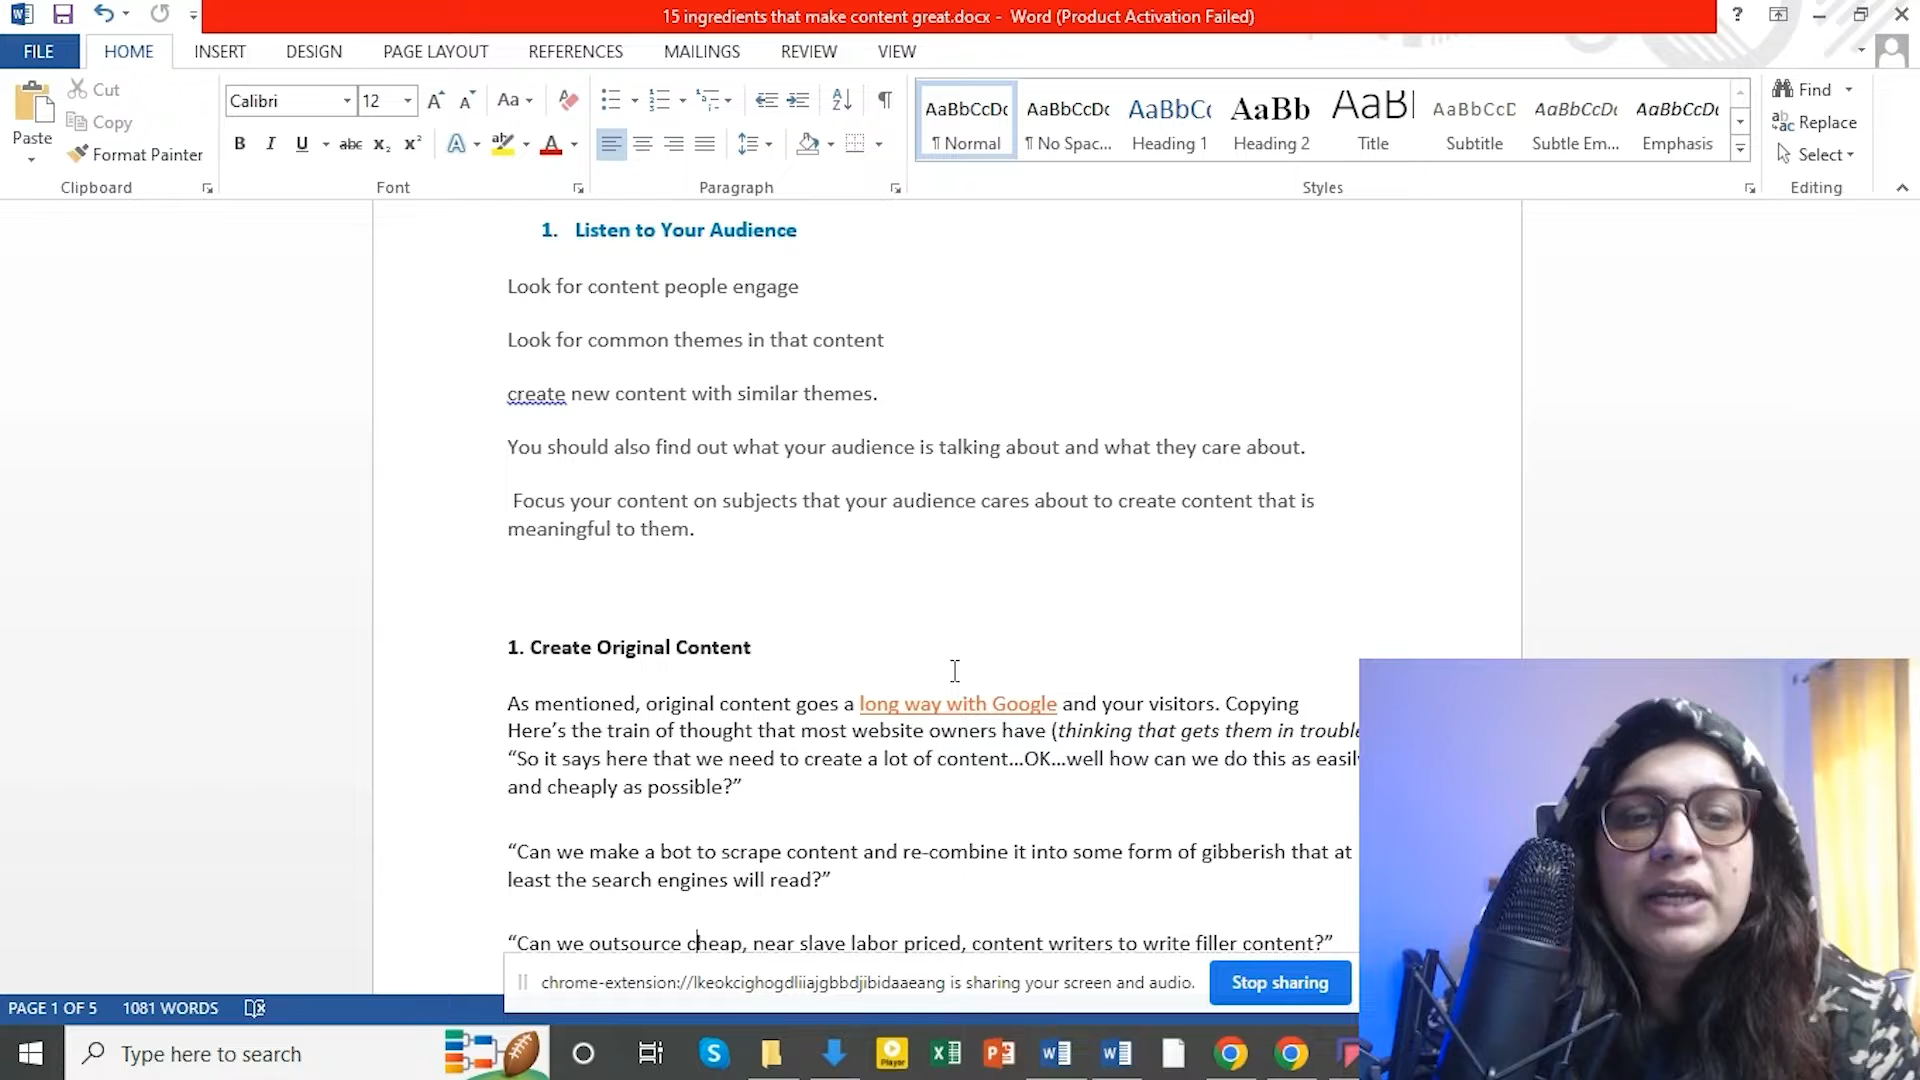 15 ingredients that make content great.docx - Word (Product Activation Failed)
FILE HOME INSERT DESIGN PAGE LAYOUT REFERENCES MAILINGS REVIEW VIEW
Paste
Cut
Copy
Format Painter
Clipboard
Calibri 12
Font
Paragraph
AaBbCcDc AaBbCcDc AaBbCc AaBb AaBl AaBbCcD AaBbCcDc AaBbCcDc
¶ Normal ¶ No Spac... Heading 1 Heading 2 Title Subtitle Subtle Em... Emphasis
Styles
Find
Replace
Select
Editing
1. Listen to Your Audience
Look for content people engage
Look for common themes in that content
create new content with similar themes.
You should also find out what your audience is talking about and what they care about.
Focus your content on subjects that your audience cares about to create content that is
meaningful to them.
1. Create Original Content
As mentioned, original content goes a long way with Google and your visitors. Copying
Here’s the train of thought that most website owners have (thinking that gets them in trouble
“So it says here that we need to create a lot of content…OK…well how can we do this as easily
and cheaply as possible?”
“Can we make a bot to scrape content and re-combine it into some form of gibberish that at
least the search engines will read?”
“Can we outsource cheap, near slave labor priced, content writers to write filler content?”
chrome-extension://lkeokcighogdliiajgbbdjibidaaeang is sharing your screen and audio.
Stop sharing
PAGE 1 OF 5 1081 WORDS
Type here to search